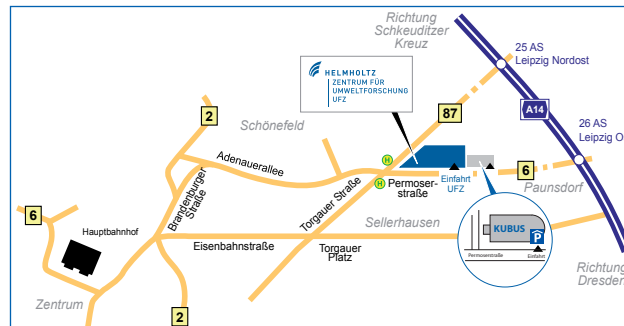 Richtung
Schkeuditzer
Kreuz
25 AS
Leipzig Nordost
HELMHOLTZ
ZENTRUM FÜR
UMWELTFORSCHUNG
UFZ
A14
87
2
Schönefeld
26 AS
Leipzig O
Adenauerallee
H
H
Einfahrt
UFZ
6
Permoser-
straße
Paunsdorf
Brandenburger
Straße
Torgauer Straße
6
Hauptbahnhof
Sellerhausen
KUBUS
P
Permoserstraße
Einfahrt
Eisenbahnstraße
Torgauer
Platz
Richtung
Dresden
Zentrum
2